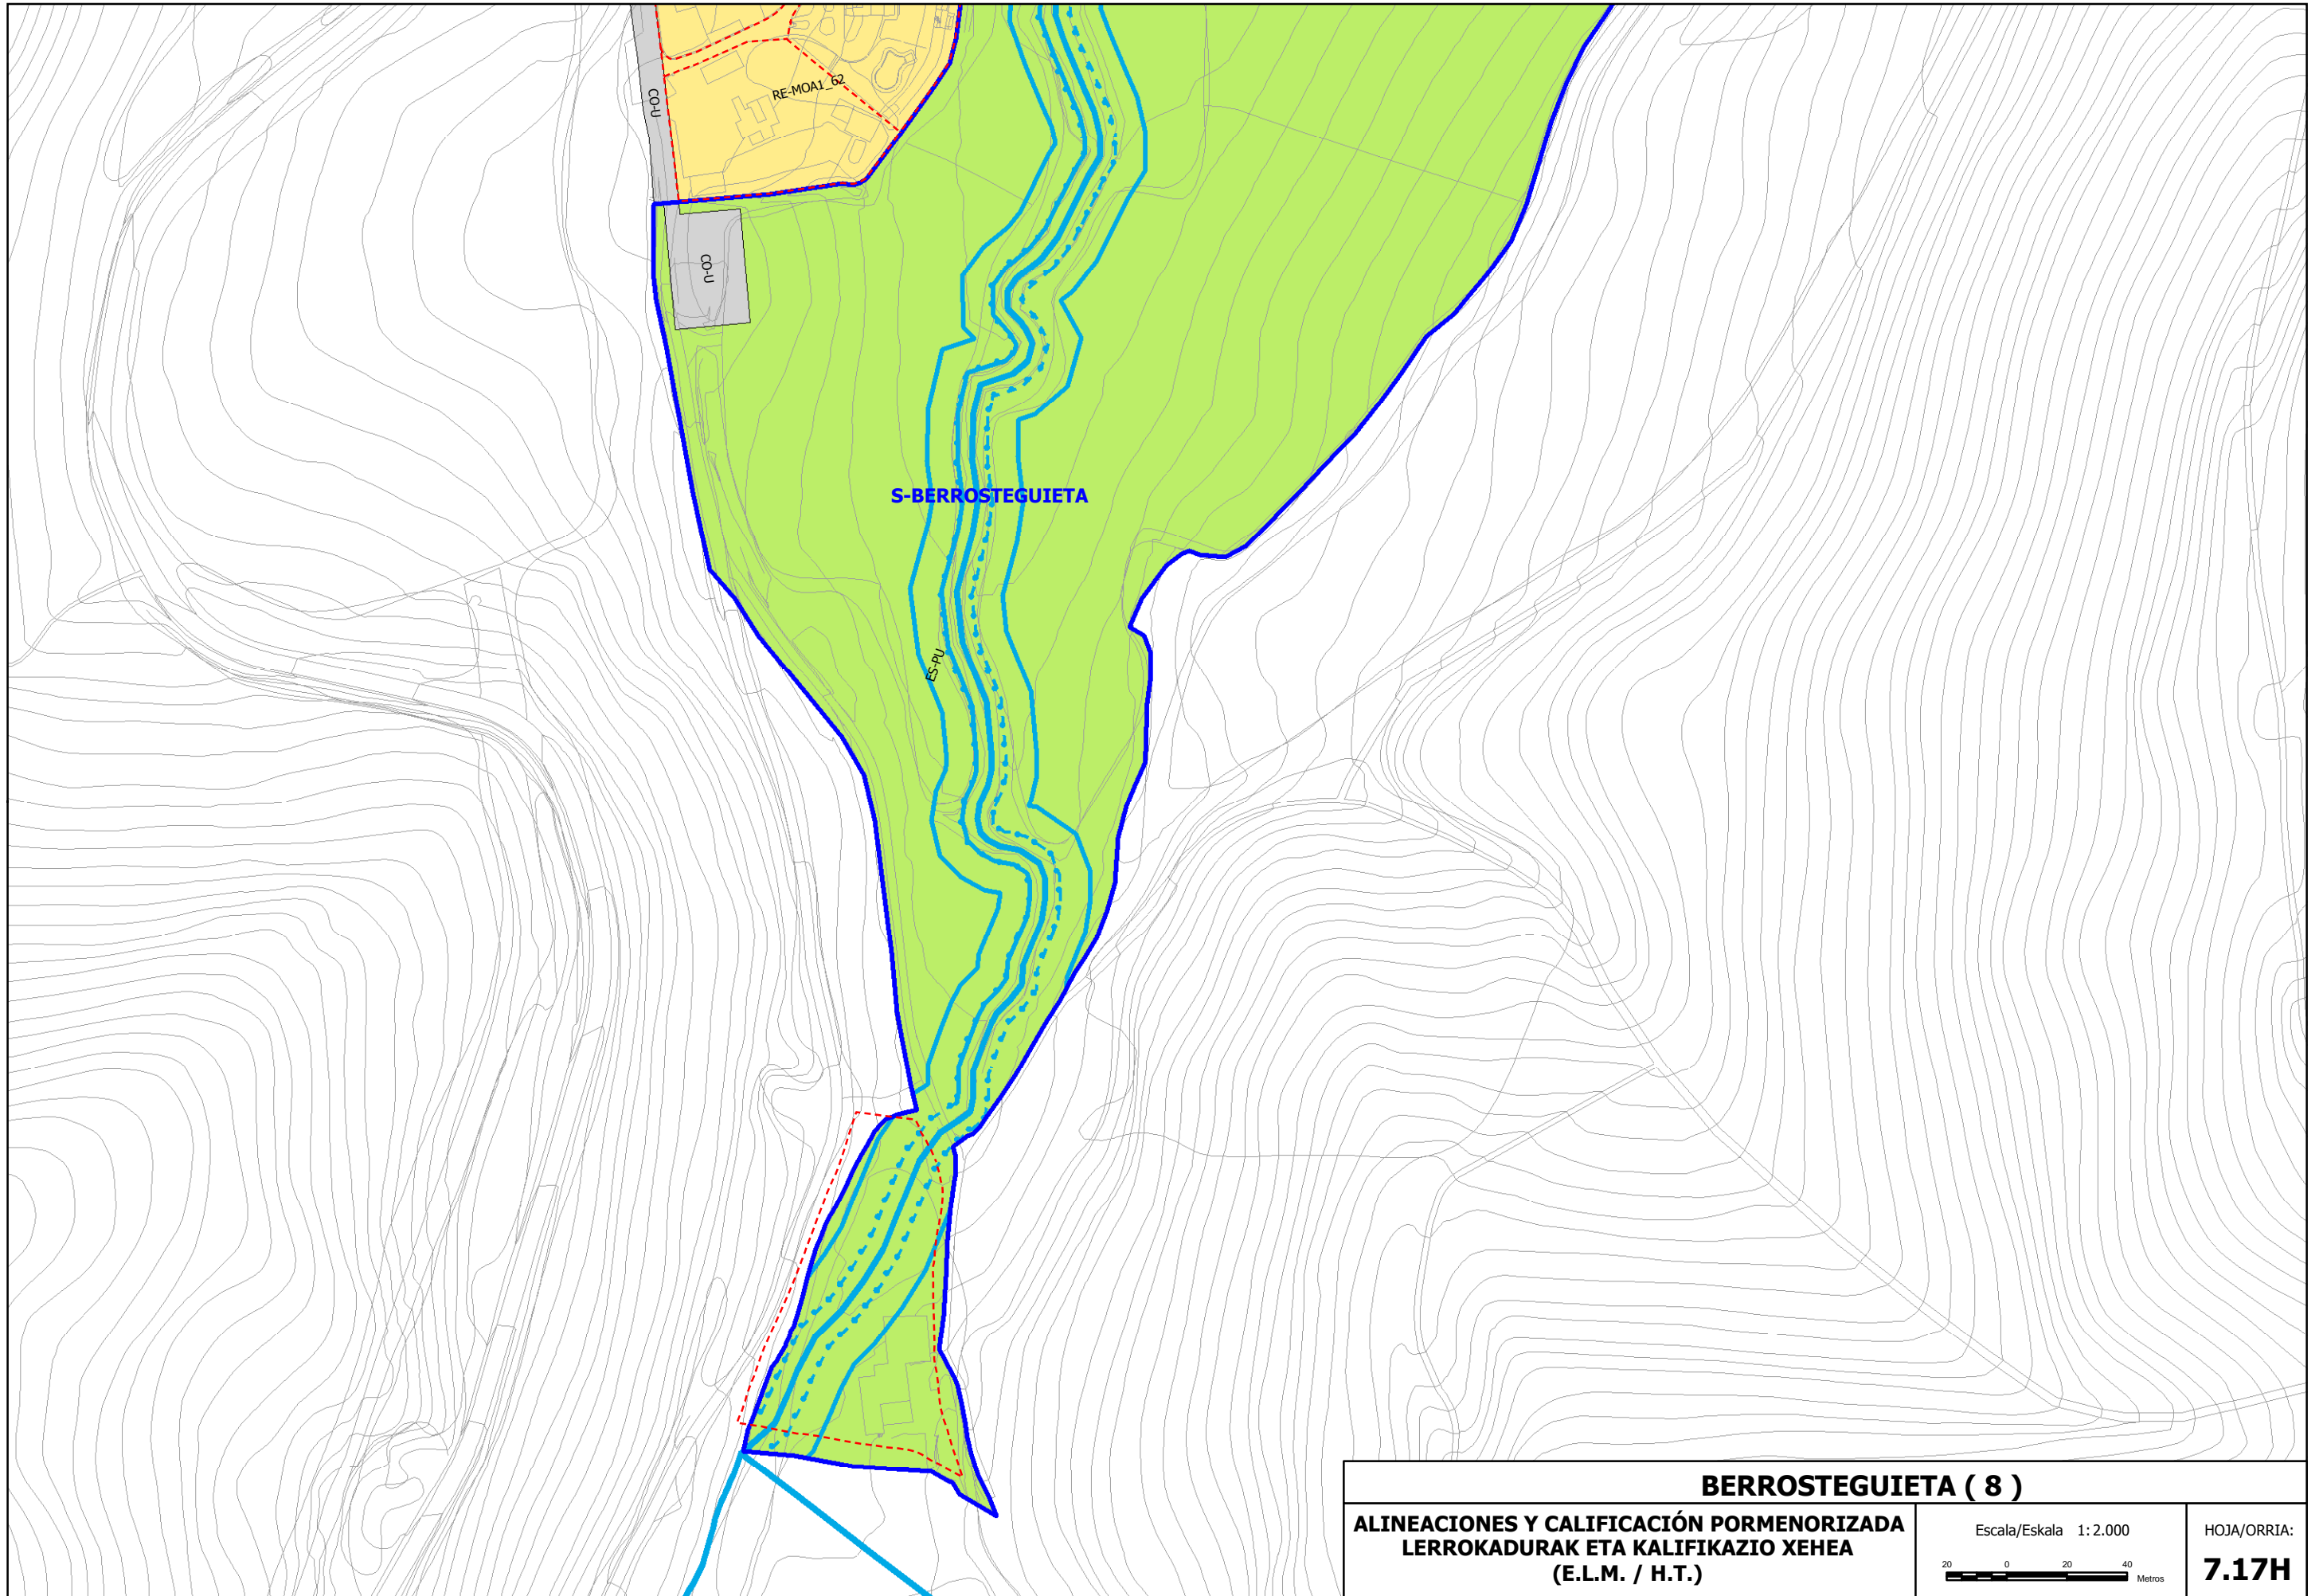 RE-MOA1_62
CO-U
CO-U
S-BERROSTEGUIETA
ES-PU
BERROSTEGUIETA ( 8 )
ALINEACIONES Y CALIFICACIÓN PORMENORIZADA
LERROKADURAK ETA KALIFIKAZIO XEHEA
(E.L.M. / H.T.)
Escala/Eskala 1:2.000
20 0 20 40
Metros
HOJA/ORRIA:
7.17H